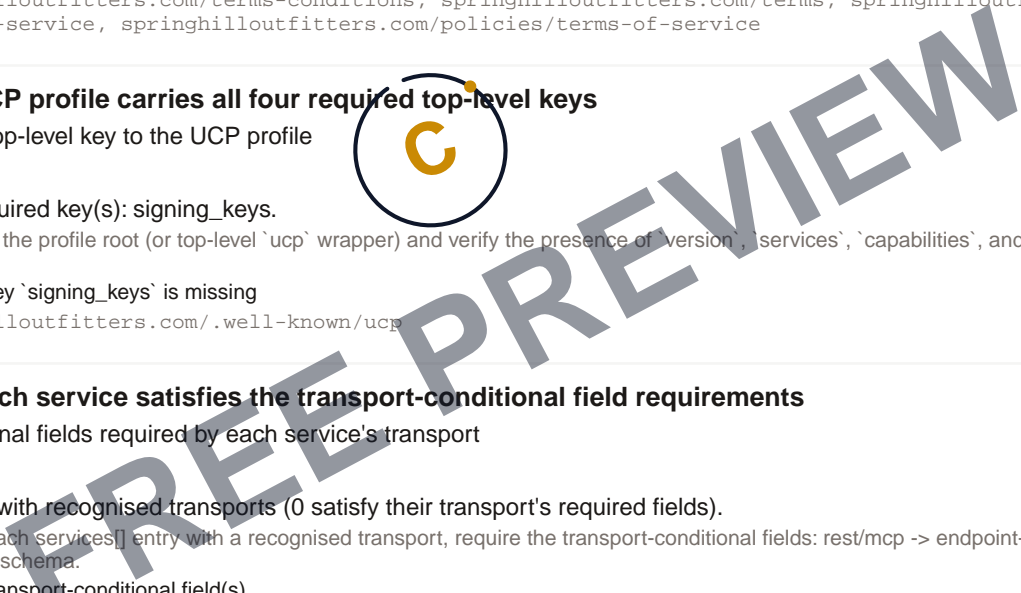 lloutfitters.com/terms-conditions, springhilloutfitters.com/terms, springhilloutfi
-service, springhilloutfitters.com/policies/terms-of-service
CP profile carries all four required top-level keys
op-level key to the UCP profile
C
uired key(s): signing_keys.
the profile root (or top-level `ucp` wrapper) and verify the presence of `version`, `services`, `capabilities`, and
ey `signing_keys` is missing
lloutfitters.com/.well-known/ucp
ch service satisfies the transport-conditional field requirements
nal fields required by each service's transport
with recognised transports (0 satisfy their transport's required fields).
ach services[] entry with a recognised transport, require the transport-conditional fields: rest/mcp -> endpoint-
schema.
ansport-conditional field(s)
FREE PREVIEW